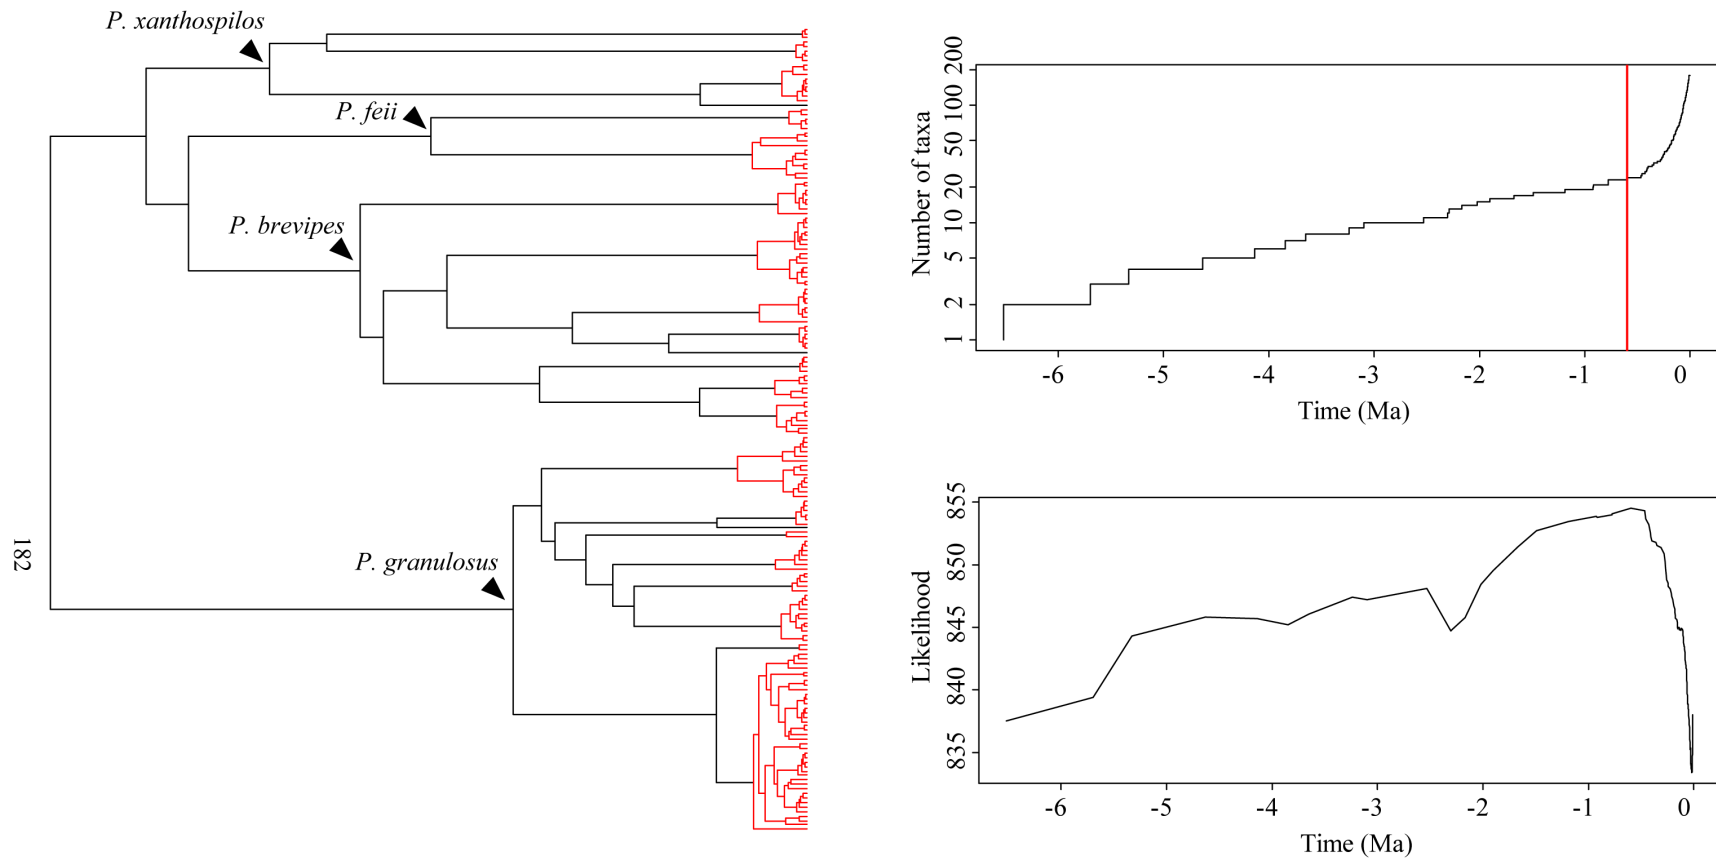 P. xanthospilos
P. feii
P. brevipes
P. granulosus
182
Number of taxa
200
100
50
20
10
5
2
1
-6 -5 -4 -3 -2 -1 0
Time (Ma)
Likelihood
855
850
845
840
835
-6 -5 -4 -3 -2 -1 0
Time (Ma)